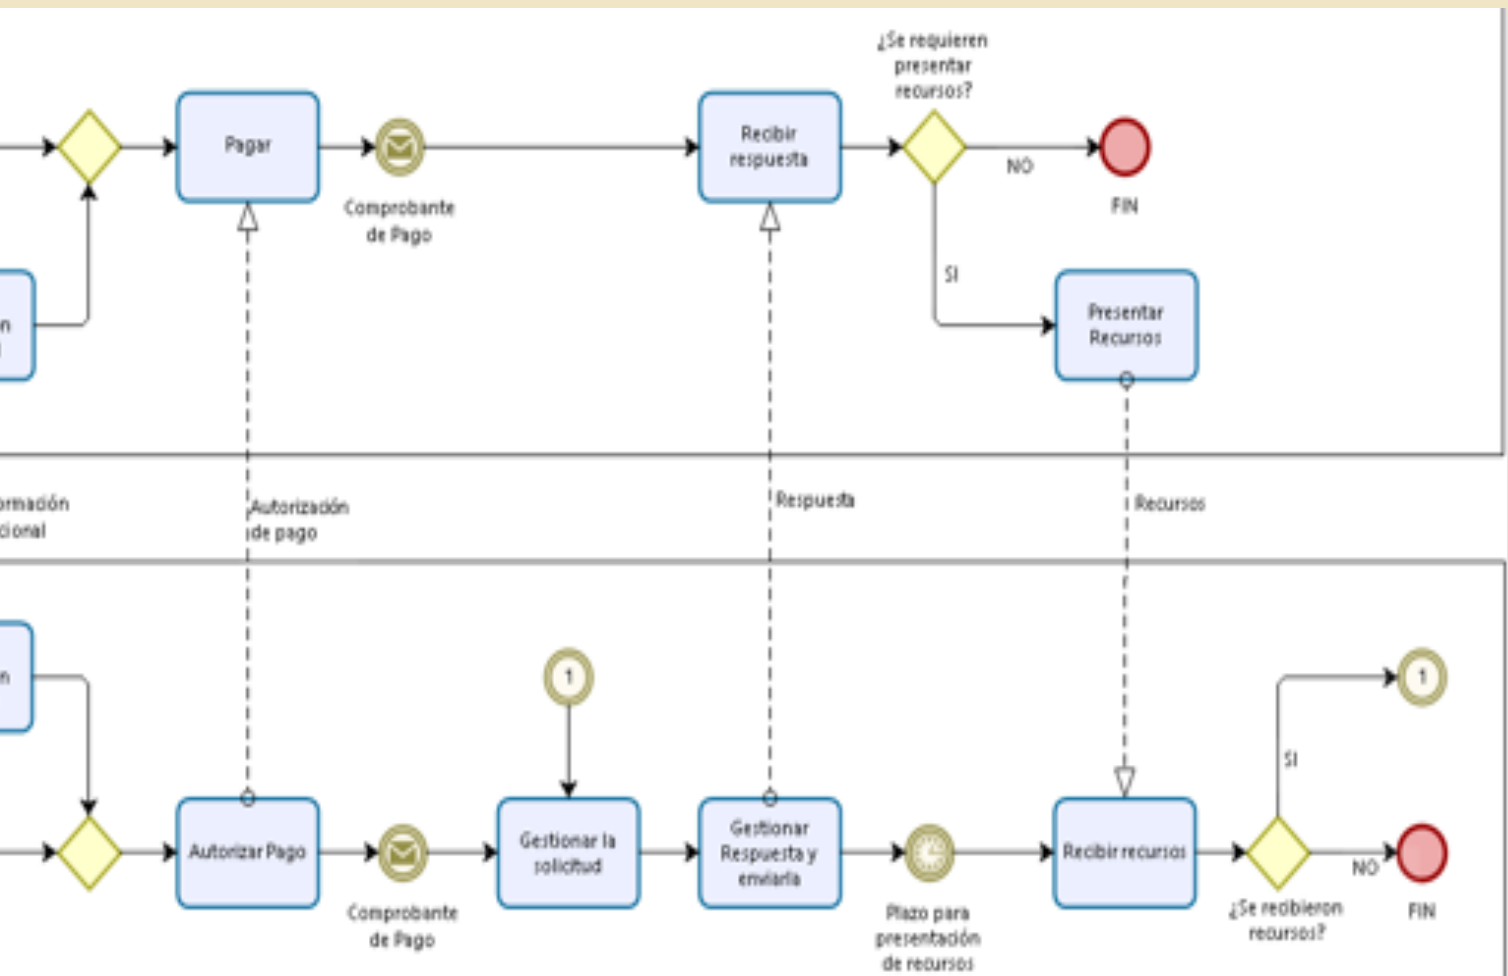 ¿Se requieren
presentar
recursos?
Pagar
Recibir
respuesta
NO
Comprobante
de Pago
FIN
SI
Presentar
Recursos
Autorización
de pago
Respuesta
Recursos
1
1
SI
Autorizar Pago
Gestionar la
solicitud
Gestionar
Respuesta y
enviarla
Recibir recursos
NO
Comprobante
de Pago
Plazo para
presentación
de recursos
¿Se recibieron
recursos?
FIN